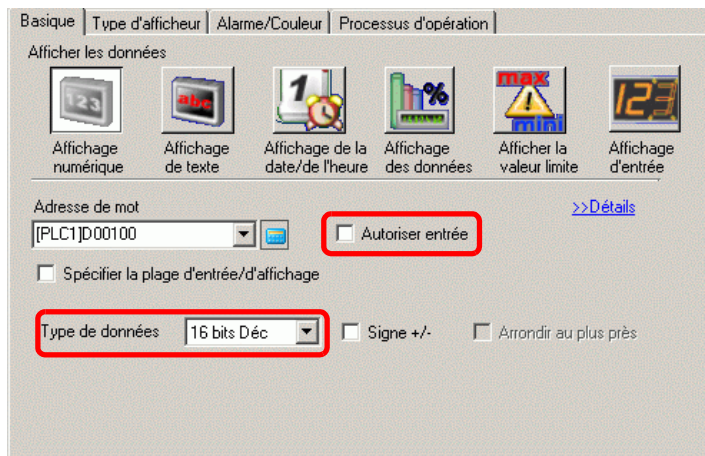 Basique Type d'afficheur Alarme/Couleur Processus d'opération
Afficher les données
123 abc 1 % max mini 123
Affichage numérique Affichage de texte Affichage de la date/de l'heure Affichage des données Afficher la valeur limite Affichage d'entrée
Adresse de mot >>Détails
[PLC1]D00100 Autoriser entrée
Spécifier la plage d'entrée/d'affichage
Type de données 16 bits Déc Signe +/- Arrondir au plus près